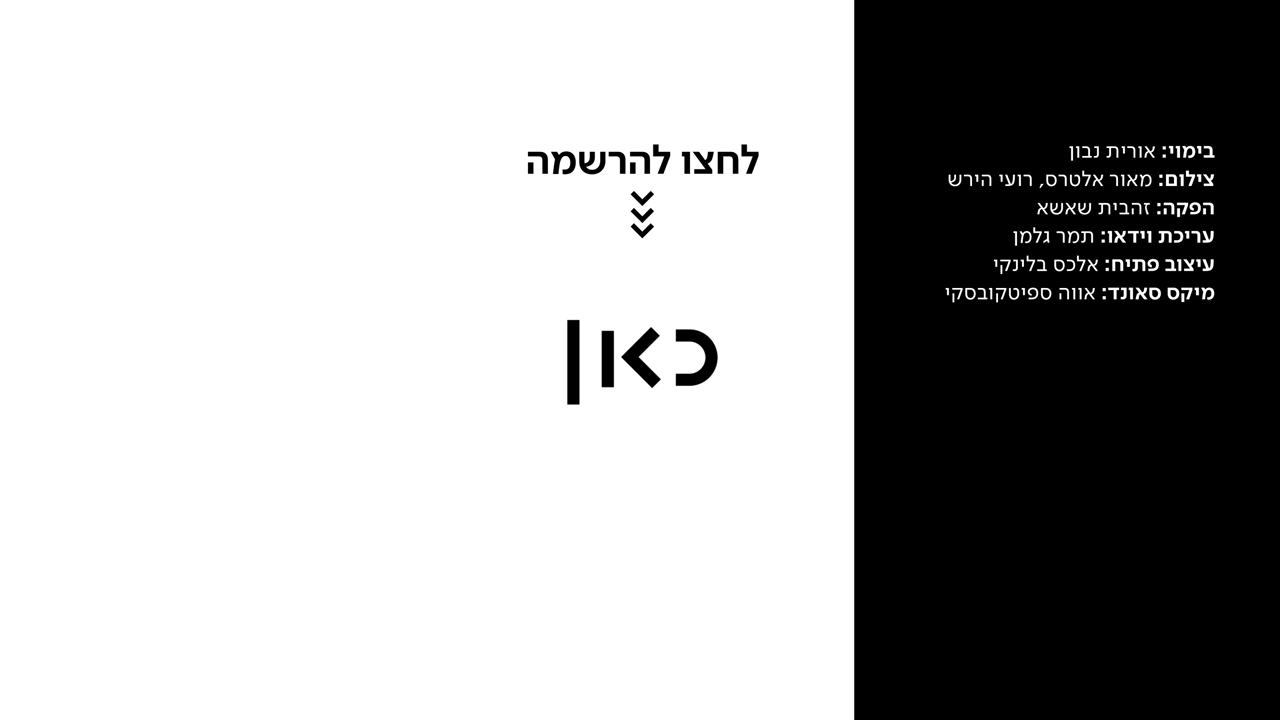 לחצו להרשמה
כאן
בימוי: אורית נבון
צילום: מאור אלטרס, רועי הירש
הפקה: זהבית שאשא
עריכת וידאו: תמר גלמן
עיצוב פתיח: אלכס בלינקי
מיקס סאונד: אווה ספיטקובסקי